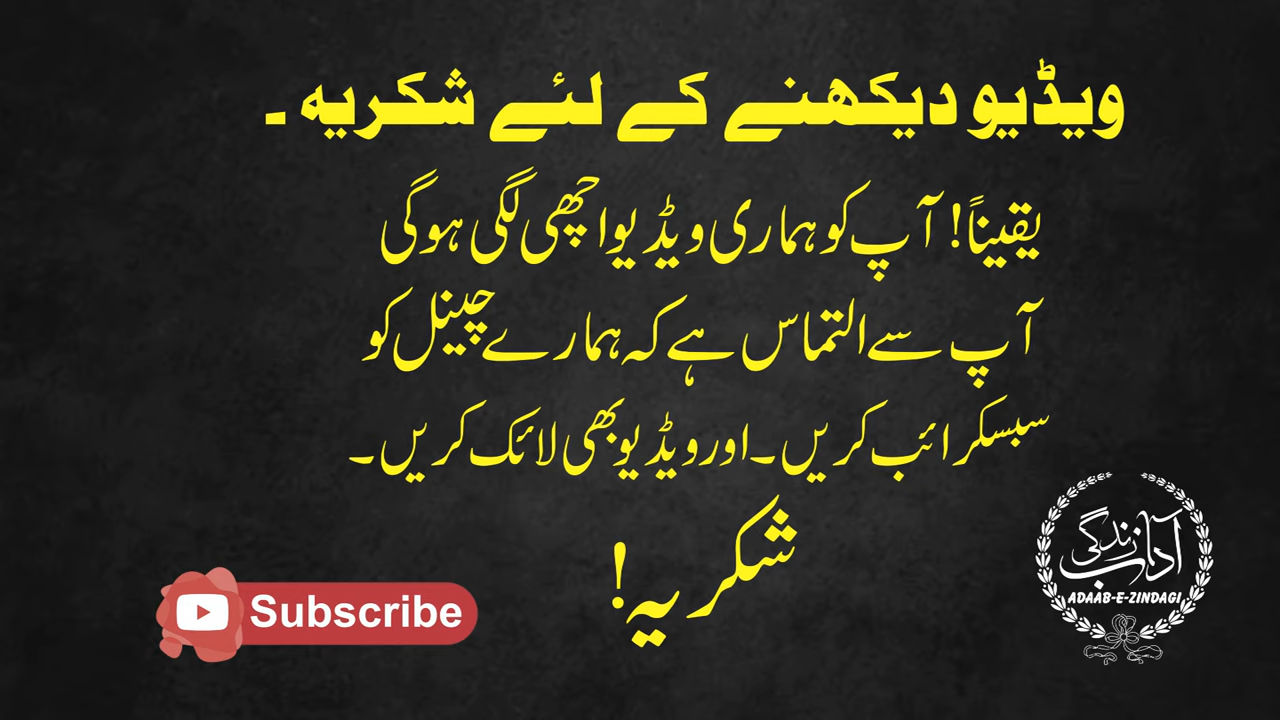 ویڈیو دیکھنے کے لئے شکریہ۔
یقیناً! آپ کو ہماری ویڈیو اچھی لگی ہوگی
آپ سے التماس ہے کہ ہمارے چینل کو
سبسکرائب کریں۔ اور ویڈیو بھی لائک کریں۔
شکریہ!
Subscribe
آداب زندگی
ADAAB-E-ZINDAGI